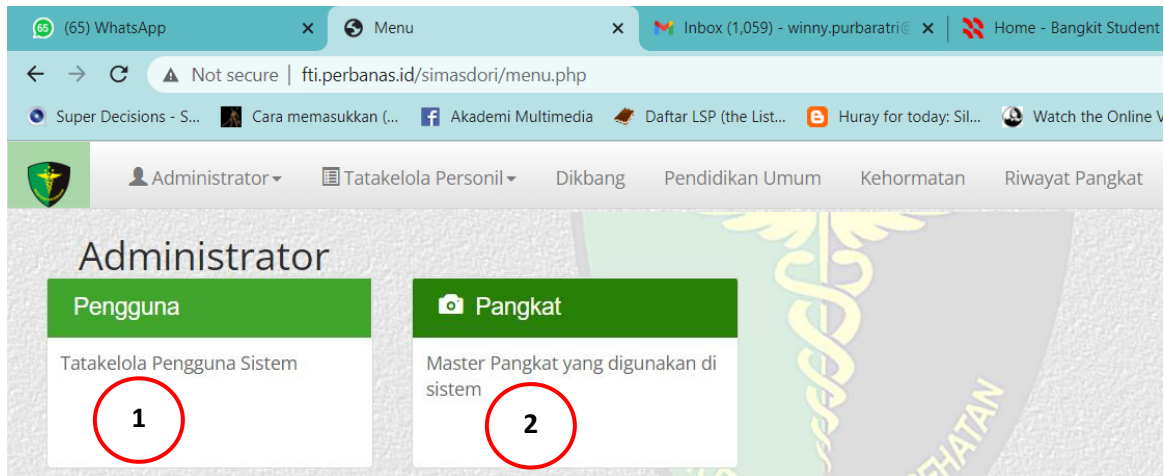 65 (65) WhatsApp
Menu
Inbox (1,059) - winny.purbaratri@
Home - Bangkit Student
Not secure | fti.perbanas.id/simasdori/menu.php
Super Decisions - S...
Cara memasukkan (...
Akademi Multimedia
Daftar LSP (the List...
Huray for today: Sil...
Watch the Online V
Administrator
Tatakelola Personil
Dikbang
Pendidikan Umum
Kehormatan
Riwayat Pangkat
Administrator
Pengguna
Tatakelola Pengguna Sistem
1
Pangkat
Master Pangkat yang digunakan di
sistem
2
EHATAN